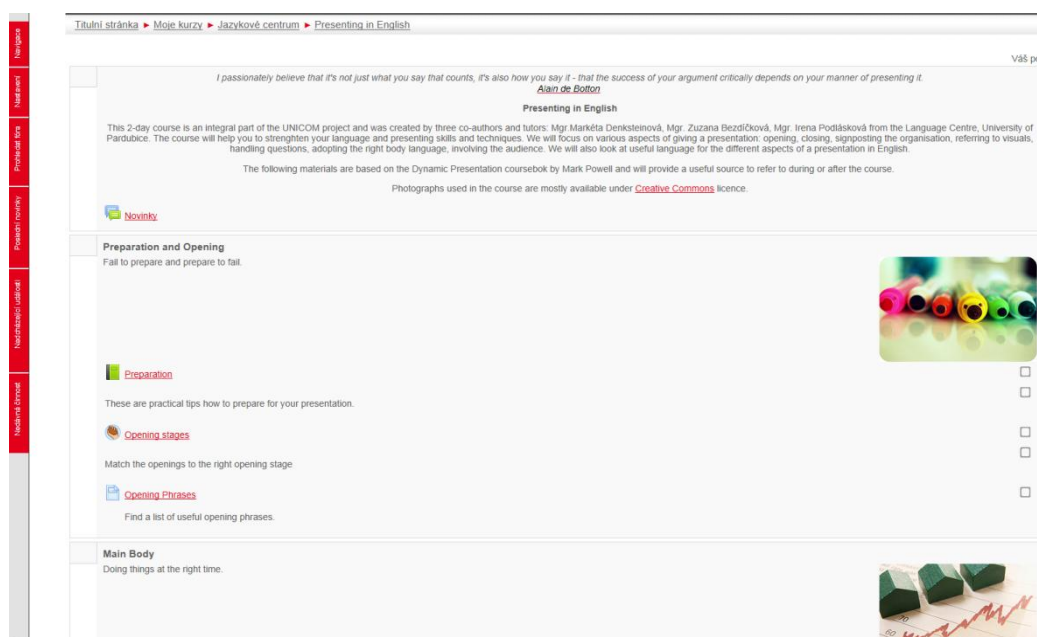 Titulní stránka ► Moje kurzy ► Jazykové centrum ► Presenting in English
Váš po
Navigace
Nastavení
Prohledat fóra
Poslední novinky
Nadcházející události
Nedávná činnost
I passionately believe that it's not just what you say that counts, it's also how you say it - that the success of your argument critically depends on your manner of presenting it.
Alain de Botton
Presenting in English
This 2-day course is an integral part of the UNICOM project and was created by three co-authors and tutors: Mgr.Markéta Denksteinová, Mgr. Zuzana Bezdíčková, Mgr. Irena Podlásková from the Language Centre, University of
Pardubice. The course will help you to strenghten your language and presenting skills and techniques. We will focus on various aspects of giving a presentation: opening, closing, signposting the organisation, referring to visuals,
handling questions, adopting the right body language, involving the audience. We will also look at useful language for the different aspects of a presentation in English.
The following materials are based on the Dynamic Presentation coursebok by Mark Powell and will provide a useful source to refer to during or after the course.
Photographs used in the course are mostly available under Creative Commons licence.
Novinky
Preparation and Opening
Fail to prepare and prepare to fail.
Preparation
These are practical tips how to prepare for your presentation.
Opening stages
Match the openings to the right opening stage
Opening Phrases
Find a list of useful opening phrases.
Main Body
Doing things at the right time.
70
60